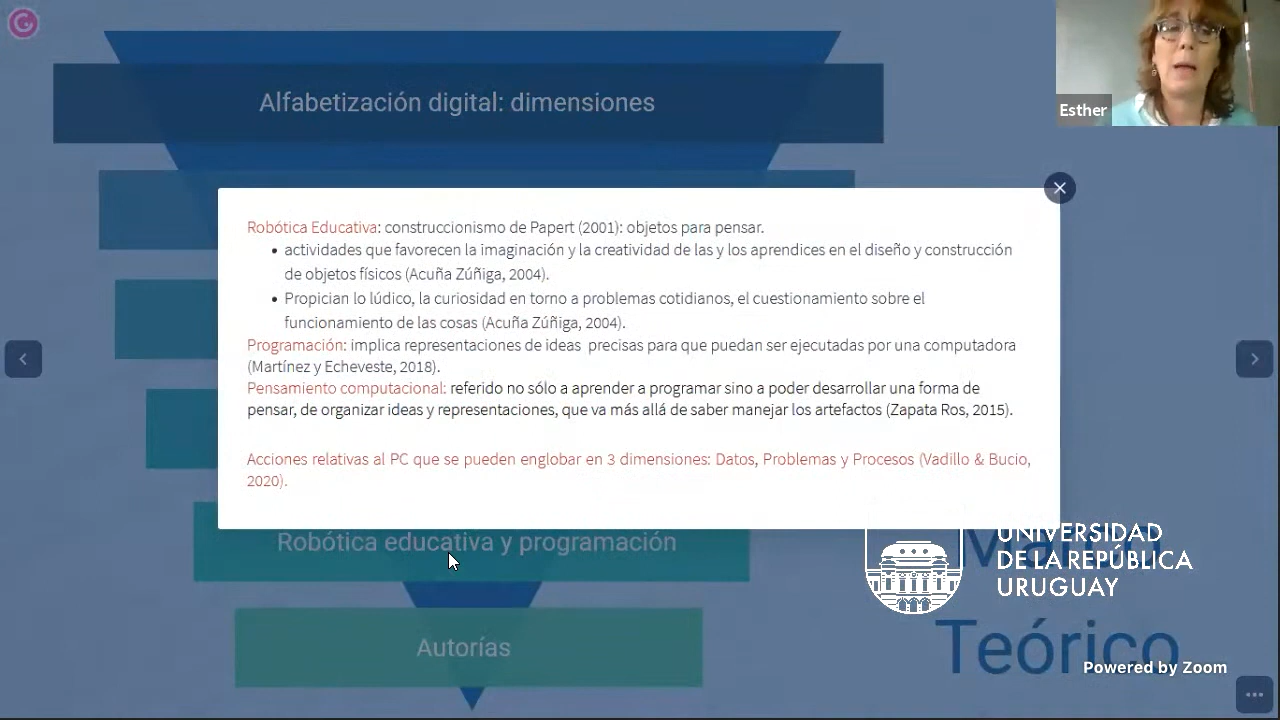 Alfabetización digital: dimensiones
Esther
Robótica Educativa: construccionismo de Papert (2001): objetos para pensar.
• actividades que favorecen la imaginación y la creatividad de las y los aprendices en el diseño y construcción
de objetos físicos (Acuña Zúñiga, 2004).
• Propician lo lúdico, la curiosidad en torno a problemas cotidianos, el cuestionamiento sobre el
funcionamiento de las cosas (Acuña Zúñiga, 2004).
Programación: implica representaciones de ideas precisas para que puedan ser ejecutadas por una computadora
(Martínez y Echeveste, 2018).
Pensamiento computacional: referido no sólo a aprender a programar sino a poder desarrollar una forma de
pensar, de organizar ideas y representaciones, que va más allá de saber manejar los artefactos (Zapata Ros, 2015).
Acciones relativas al PC que se pueden englobar en 3 dimensiones: Datos, Problemas y Procesos (Vadillo & Bucio,
2020).
Robótica educativa y programación
UNIVERSIDAD
DE LA REPÚBLICA
URUGUAY
Autorías
Teórico
Powered by Zoom